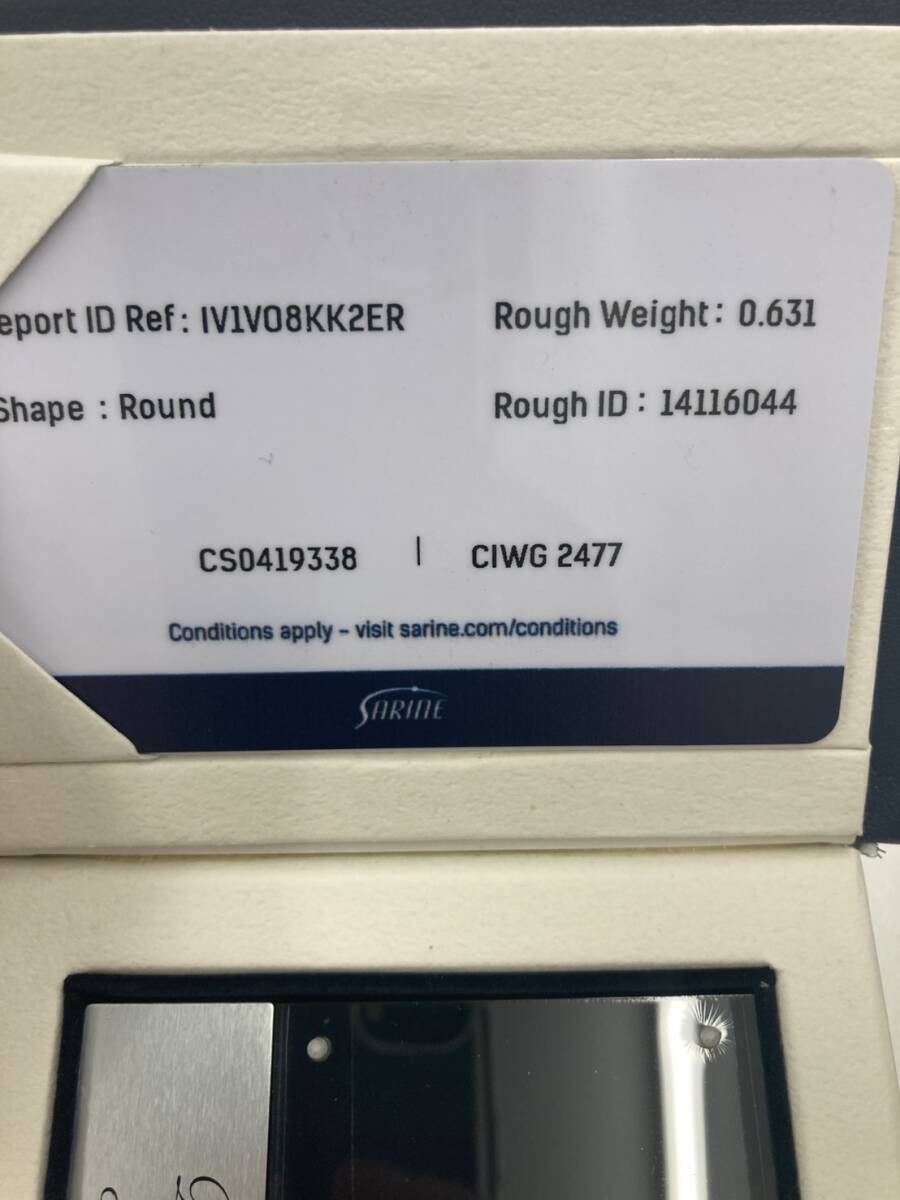 eport ID Ref: IV1V08KK2ER Rough Weight: 0.631
Shape : Round Rough ID : 14116044
CS0419338 | CIWG 2477
Conditions apply – visit sarine.com/conditions
SARINE